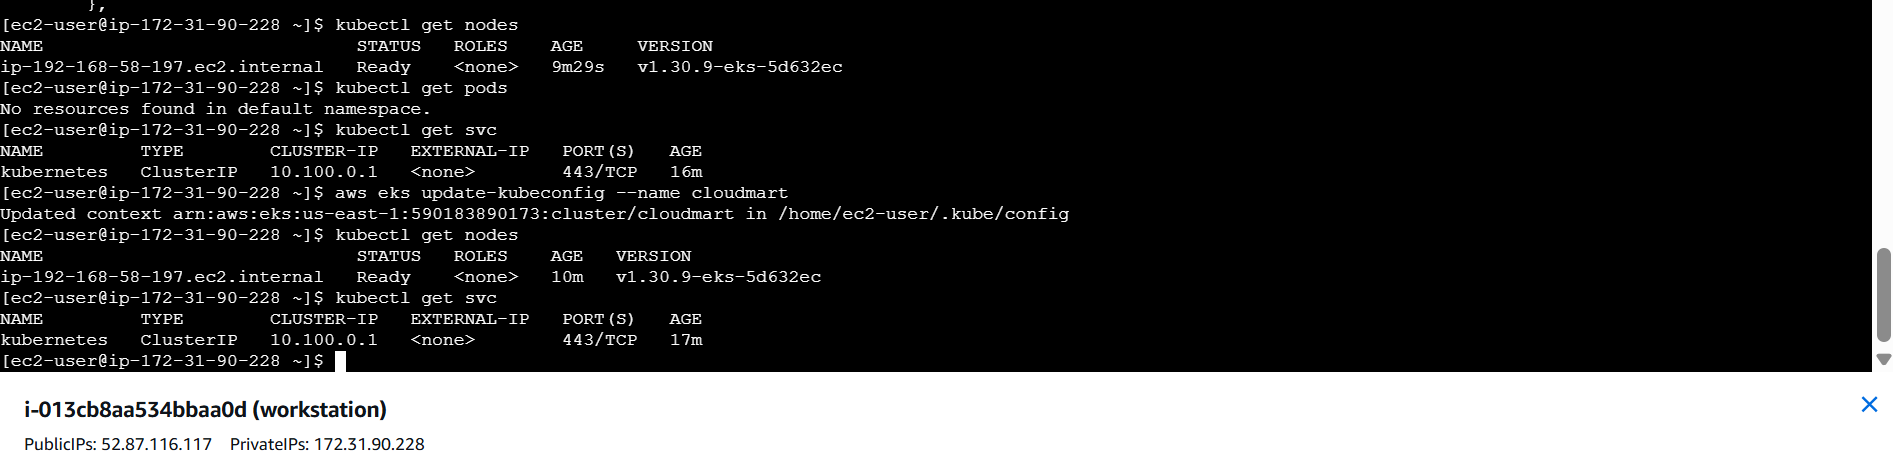 },
[ec2-user@ip-172-31-90-228 ~]$ kubectl get nodes
NAME                             STATUS   ROLES    AGE     VERSION
ip-192-168-58-197.ec2.internal   Ready    <none>   9m29s   v1.30.9-eks-5d632ec
[ec2-user@ip-172-31-90-228 ~]$ kubectl get pods
No resources found in default namespace.
[ec2-user@ip-172-31-90-228 ~]$ kubectl get svc
NAME         TYPE        CLUSTER-IP   EXTERNAL-IP   PORT(S)   AGE
kubernetes   ClusterIP   10.100.0.1   <none>        443/TCP   16m
[ec2-user@ip-172-31-90-228 ~]$ aws eks update-kubeconfig --name cloudmart
Updated context arn:aws:eks:us-east-1:590183890173:cluster/cloudmart in /home/ec2-user/.kube/config
[ec2-user@ip-172-31-90-228 ~]$ kubectl get nodes
NAME                             STATUS   ROLES    AGE   VERSION
ip-192-168-58-197.ec2.internal   Ready    <none>   10m   v1.30.9-eks-5d632ec
[ec2-user@ip-172-31-90-228 ~]$ kubectl get svc
NAME         TYPE        CLUSTER-IP   EXTERNAL-IP   PORT(S)   AGE
kubernetes   ClusterIP   10.100.0.1   <none>        443/TCP   17m
[ec2-user@ip-172-31-90-228 ~]$
i-013cb8aa534bbaa0d (workstation)
PublicIPs: 52.87.116.117    PrivateIPs: 172.31.90.228